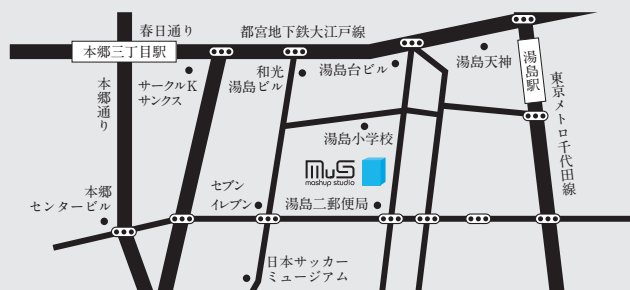 春日通り
都宮地下鉄大江戸線
本郷三丁目駅
本郷通り
サークルK
サンクス
和光
湯島ビル
湯島台ビル
湯島天神
湯島駅
東京メトロ千代田線
湯島小学校
MuS
mashup studio
セブン
イレブン
湯島二郵便局
本郷
センタービル
日本サッカー
ミュージアム